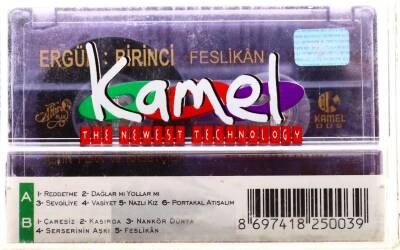 ERGÜN BİRİNCİ FESLİKÂN
Kamel
THE NEWEST TECHNOLOGY
KAMEL
A
1- REDDETME 2- DAĞLAR MI YOLLAR MI
3- SEVGİLİYE 4- VASİYET 5- NAZLI KIZ 6- PORTAKAL ATIŞALIM
B
1- ÇARESİZ 2- KASIRGA 3- NANKÖR DÜNYA
4- SERSERİNİN AŞKI 5- FESLİKÂN
8 697418 250039